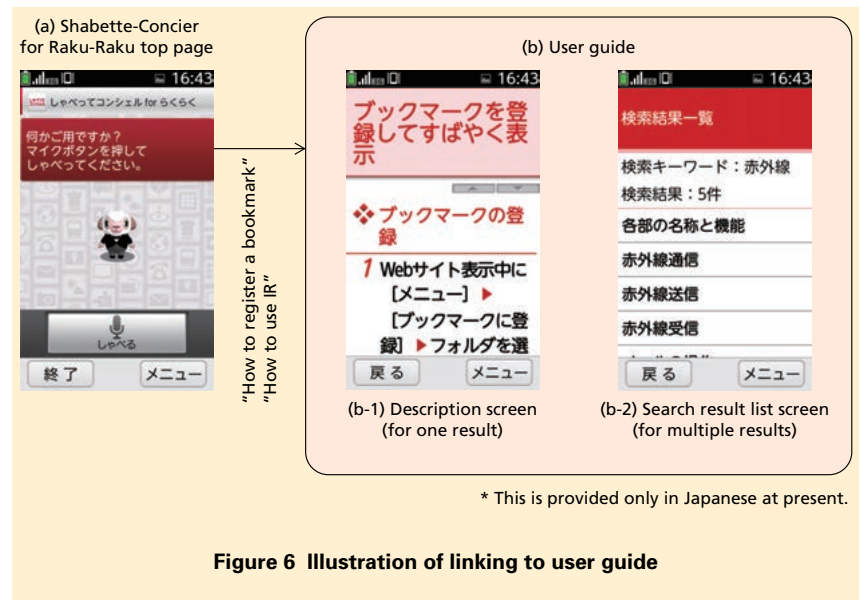 (a) Shabette-Concier
for Raku-Raku top page
16:43
しゃべってコンシェル for らくらく
何かご用ですか？
マイクボタンを押して
しゃべってください。
しゃべる
終了
メニュー
“How to register a bookmark”
“How to use IR”
(b) User guide
16:43
ブックマークを登
録してすばやく表
示
❖ ブックマークの登
録
1 Webサイト表示中に
［メニュー］▶
［ブックマークに登
録］▶フォルダを選
戻る
メニュー
(b-1) Description screen
(for one result)
16:43
検索結果一覧
検索キーワード：赤外線
検索結果：5件
各部の名称と機能
赤外線通信
赤外線送信
赤外線受信
戻る
メニュー
(b-2) Search result list screen
(for multiple results)
* This is provided only in Japanese at present.
Figure 6 Illustration of linking to user guide